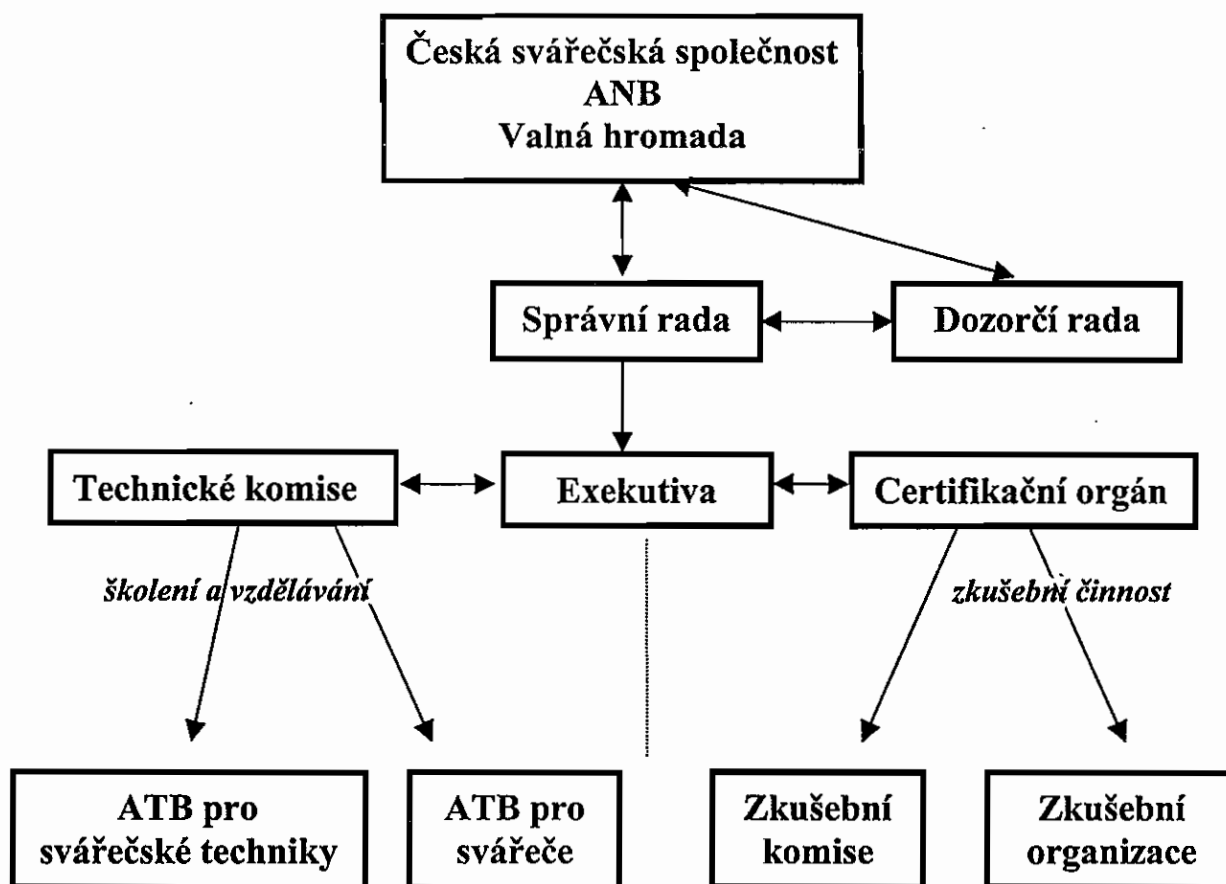 Česká svářečská společnost
ANB
Valná hromada
Správní rada
Dozorčí rada
Technické komise
Exekutiva
Certifikační orgán
školení a vzdělávání
zkušební činnost
ATB pro
svářečské techniky
ATB pro
svářeče
Zkušební
komise
Zkušební
organizace